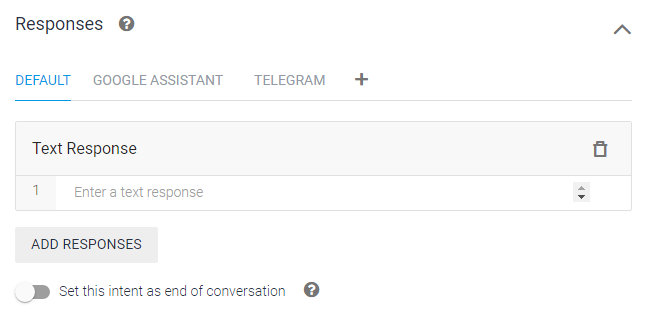 Responses
DEFAULT GOOGLE ASSISTANT TELEGRAM +
Text Response
1 Enter a text response
ADD RESPONSES
Set this intent as end of conversation